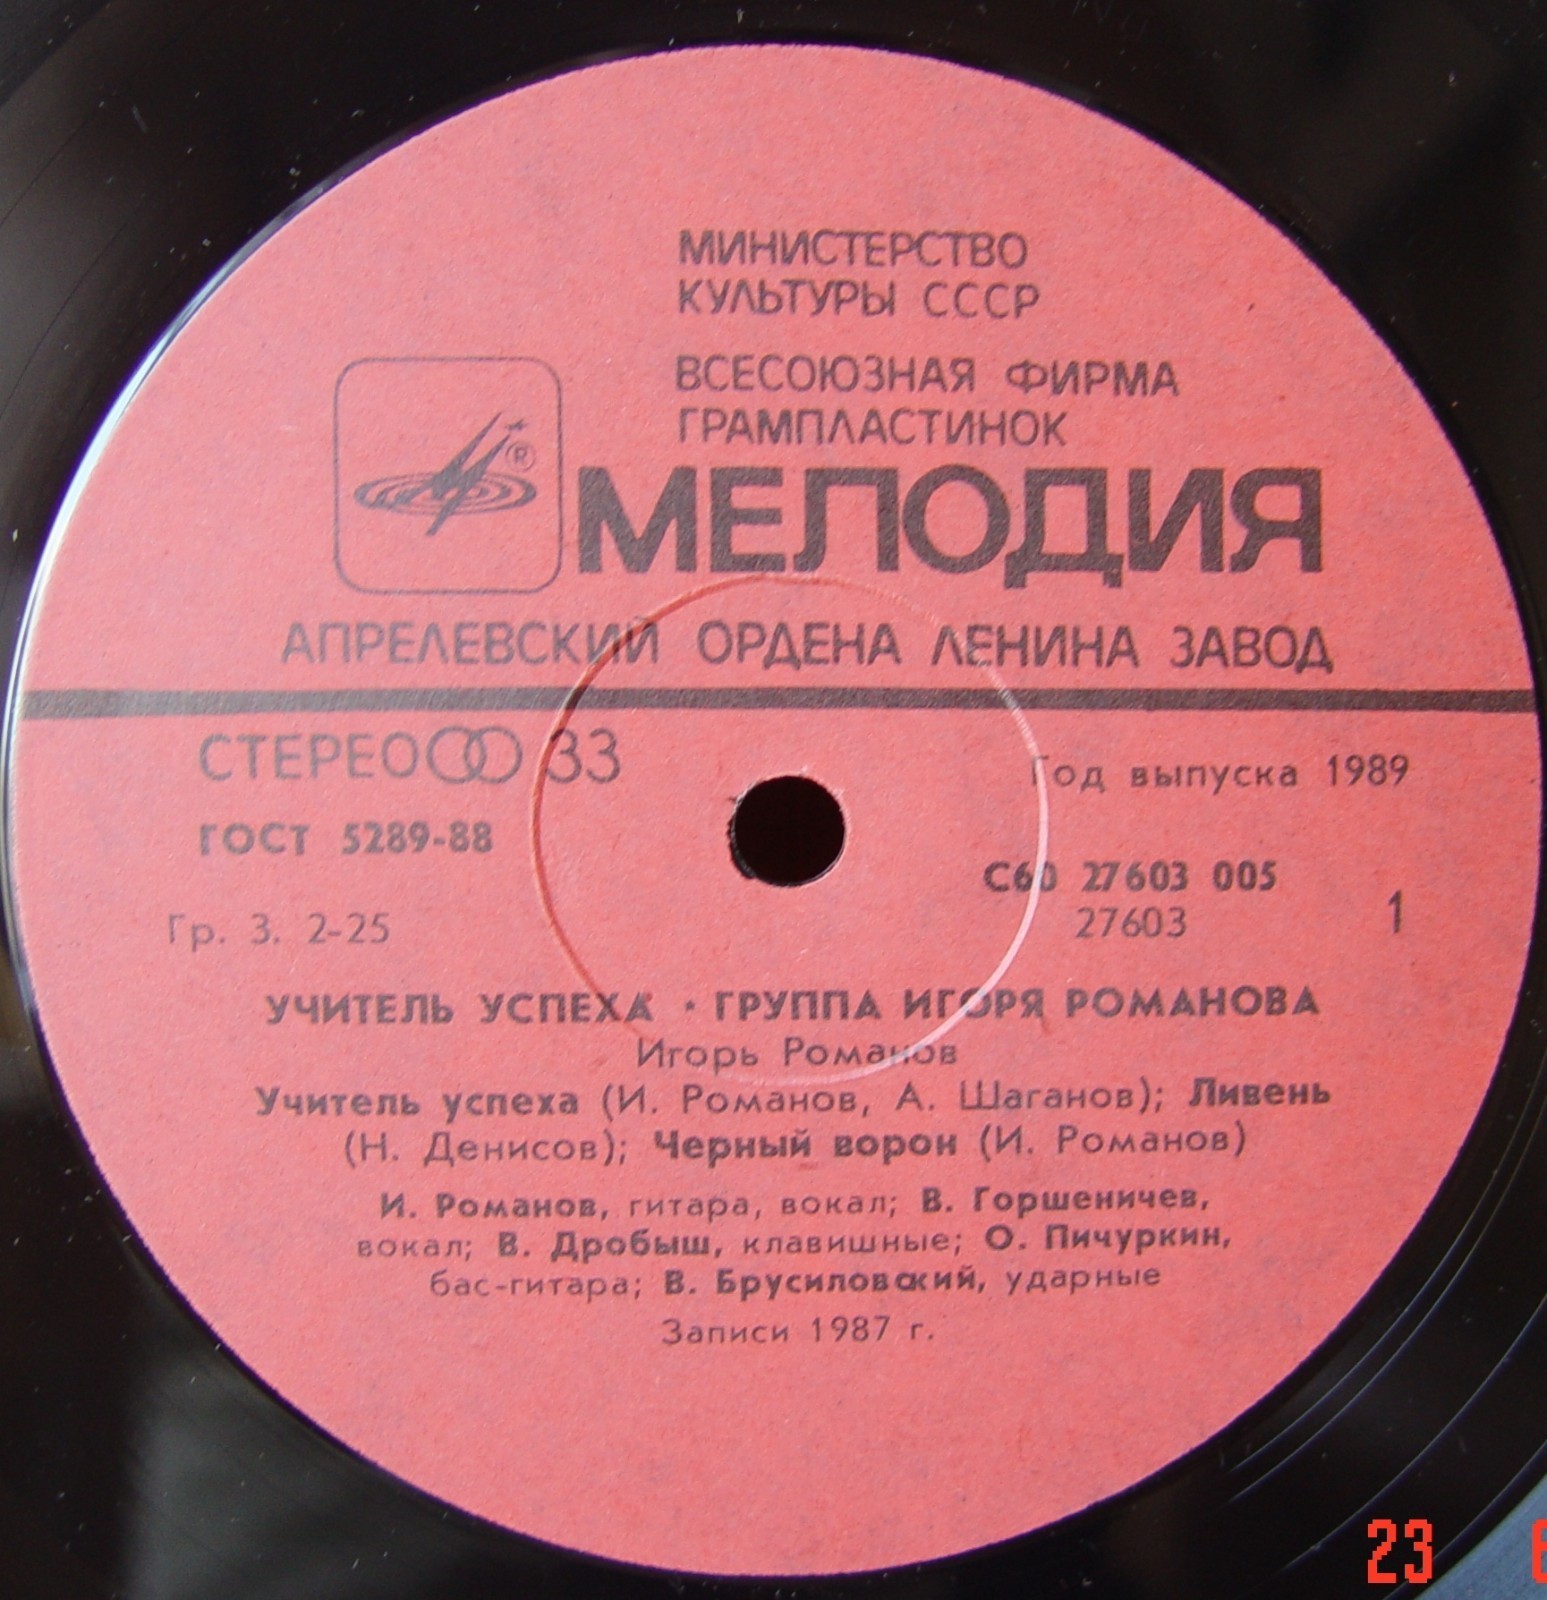 МИНИСТЕРСТВО
КУЛЬТУРЫ СССР
ВСЕСОЮЗНАЯ ФИРМА
ГРАМПЛАСТИНОК
®
МЕЛОДИЯ
АПРЕЛЕВСКИЙ ОРДЕНА ЛЕНИНА ЗАВОД
СТЕРЕО 33
Год выпуска 1989
ГОСТ 5289-88
С60 27603 005
Гр. 3. 2-25
27603
1
УЧИТЕЛЬ УСПЕХА · ГРУППА ИГОРЯ РОМАНОВА
Игорь Романов
Учитель успеха (И. Романов, А. Шаганов); Ливень
(Н. Денисов); Черный ворон (И. Романов)
И. Романов, гитара, вокал; В. Горшеничев,
вокал; В. Дробыш, клавишные; О. Пичуркин,
бас-гитара; В. Брусиловский, ударные
Записи 1987 г.
23